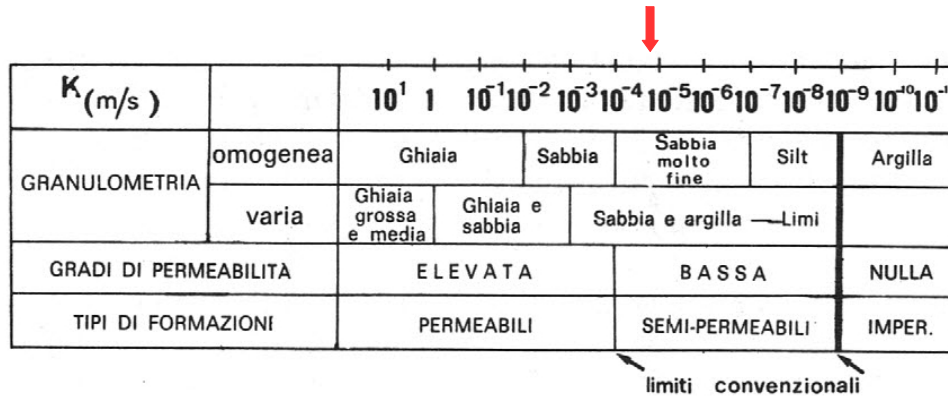 K(m/s) 10¹ 1 10⁻¹ 10⁻² 10⁻³ 10⁻⁴ 10⁻⁵ 10⁻⁶ 10⁻⁷ 10⁻⁸ 10⁻⁹ 10⁻¹⁰
GRANULOMETRIA
omogenea Ghiaia Sabbia Sabbia molto fine Silt Argilla
varia Ghiaia grossa e media Ghiaia e sabbia Sabbia e argilla — Limi
GRADI DI PERMEABILITÀ ELEVATA BASSA NULLA
TIPI DI FORMAZIONI PERMEABILI SEMI-PERMEABILI IMPER.
limiti convenzionali